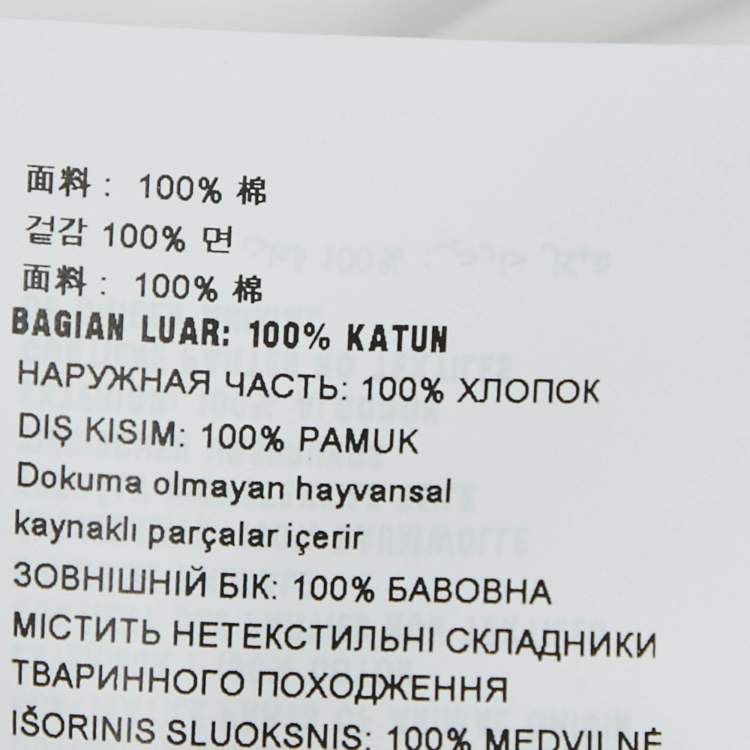 面料： 100% 棉
겉감 100% 면
面料： 100% 棉
BAGIAN LUAR: 100% KATUN
НАРУЖНАЯ ЧАСТЬ: 100% ХЛОПОК
DIŞ KISIM: 100% PAMUK
Dokuma olmayan hayvansal
kaynaklı parçalar içerir
ЗОВНІШНІЙ БІК: 100% БАВОВНА
МІСТИТЬ НЕТЕКСТИЛЬНІ СКЛАДНИКИ
ТВАРИННОГО ПОХОДЖЕННЯ
IŠORINIS SLUOKSNIS: 100% MEDVILNĖ